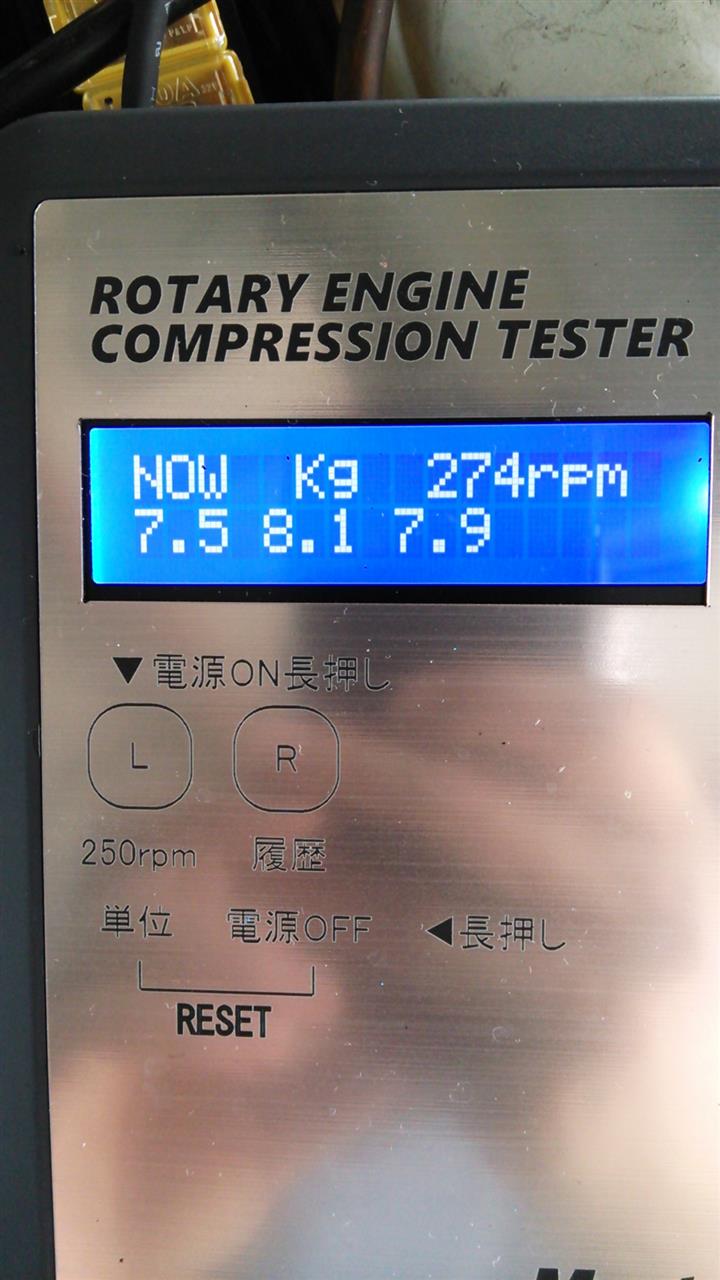 ROTARY ENGINE
COMPRESSION TESTER
NOW Kg 274rpm
7.5 8.1 7.9
▼電源ON長押し
L R
250rpm 履歴
単位 電源OFF ◀長押し
RESET